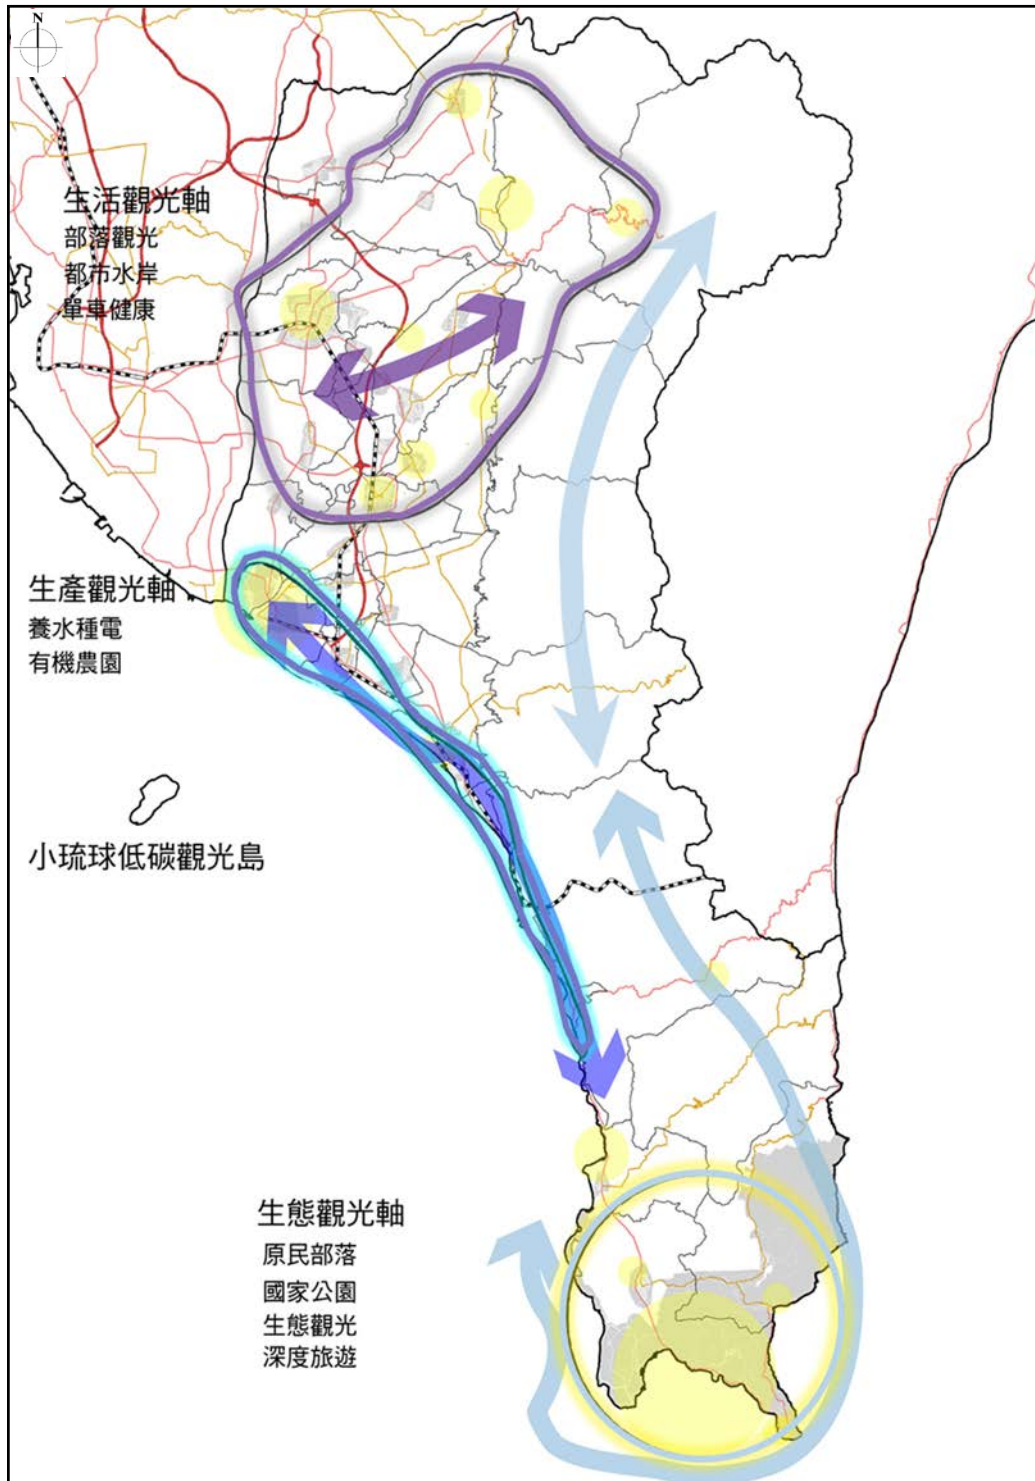 N
生活觀光軸
部落觀光
都市水岸
單車健康
生產觀光軸
養水種電
有機農園
小琉球低碳觀光島
生態觀光軸
原民部落
國家公園
生態觀光
深度旅遊